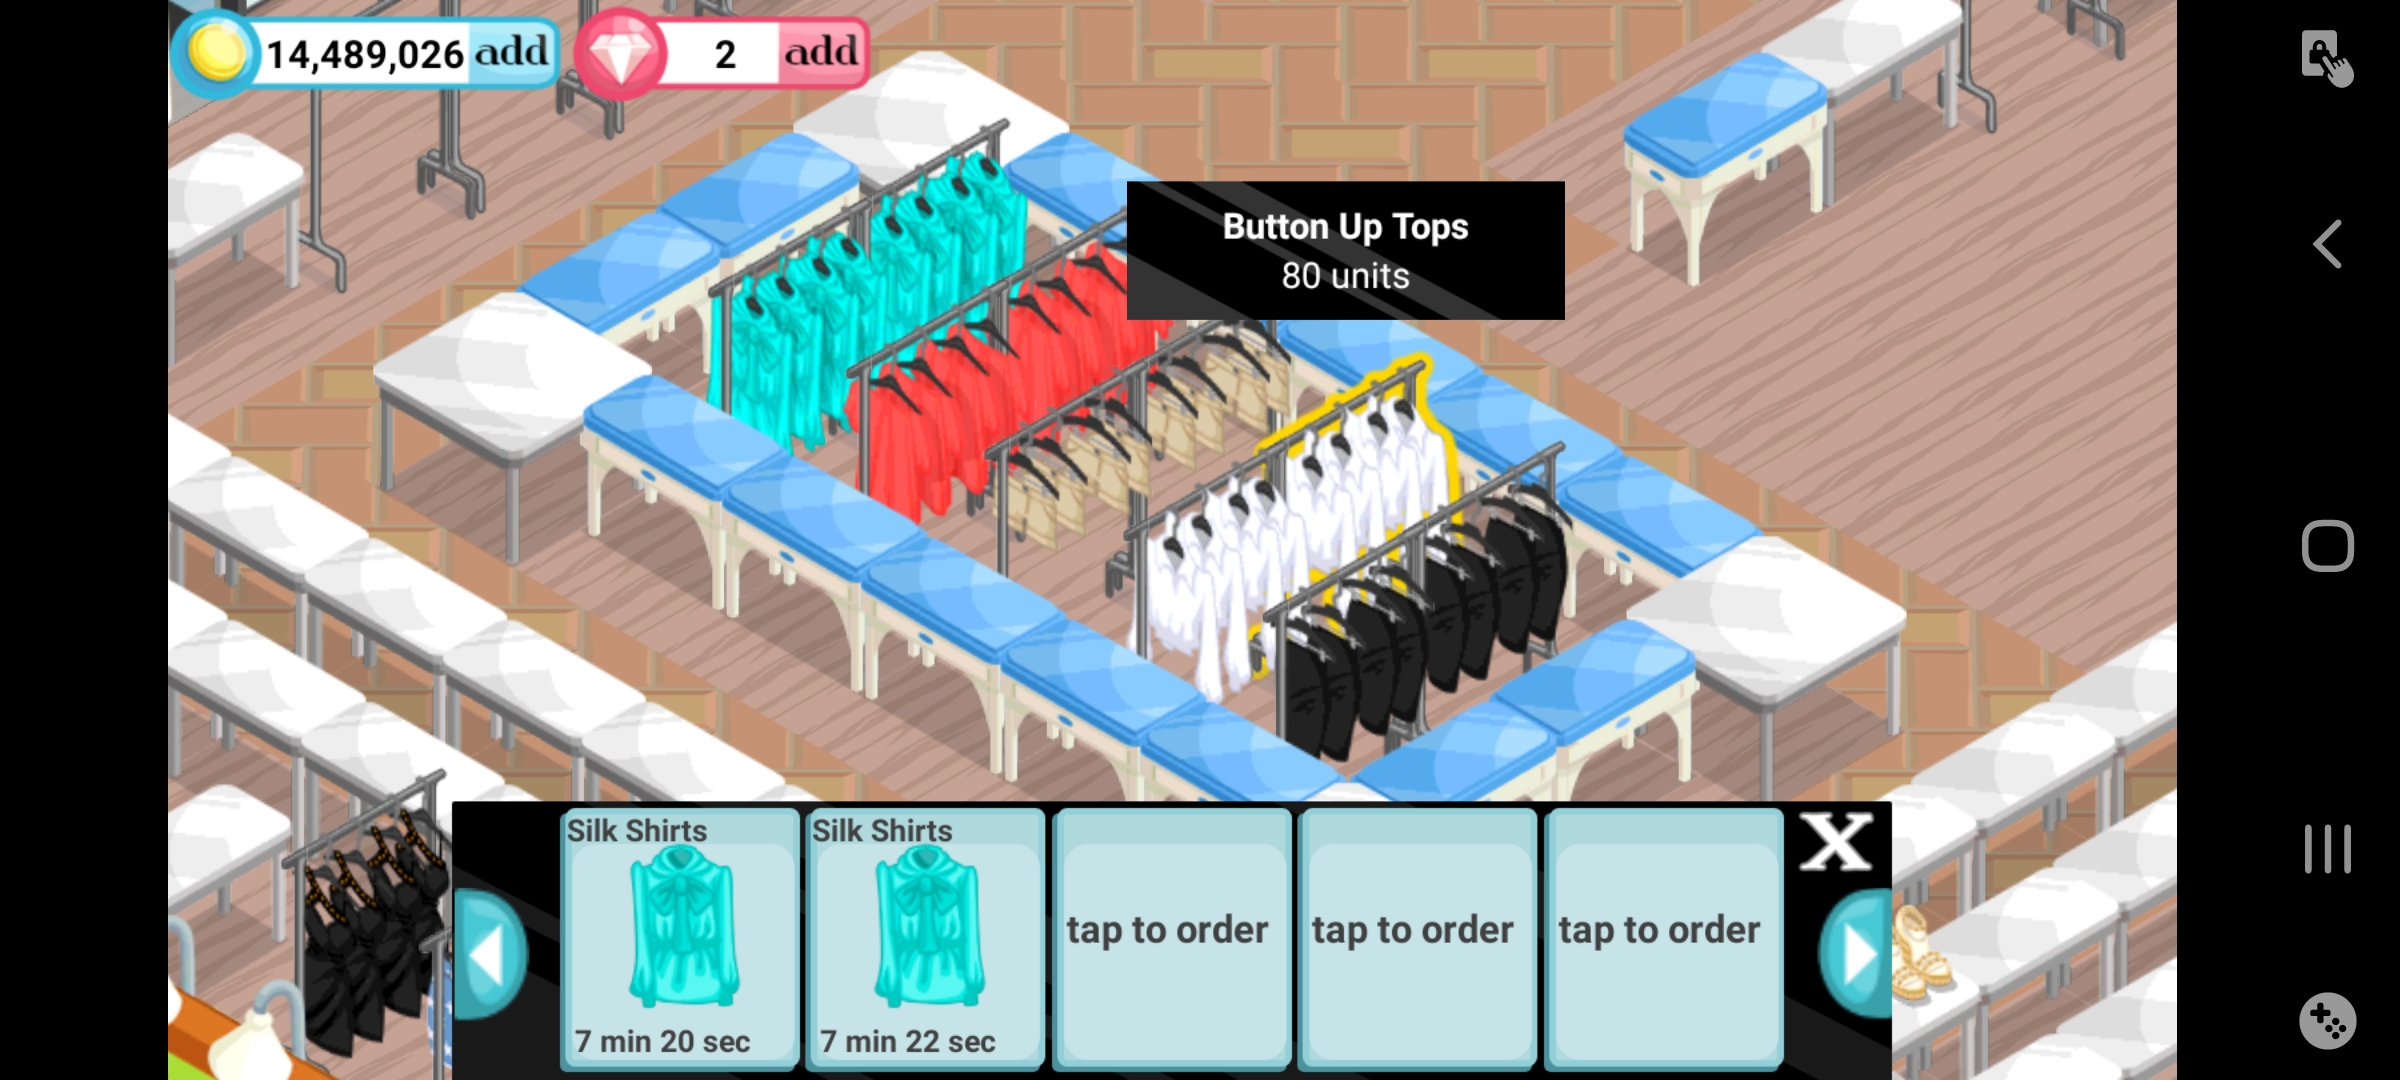 14,489,026 add
2 add
Button Up Tops
80 units
Silk Shirts
7 min 20 sec
Silk Shirts
7 min 22 sec
tap to order
tap to order
tap to order
X